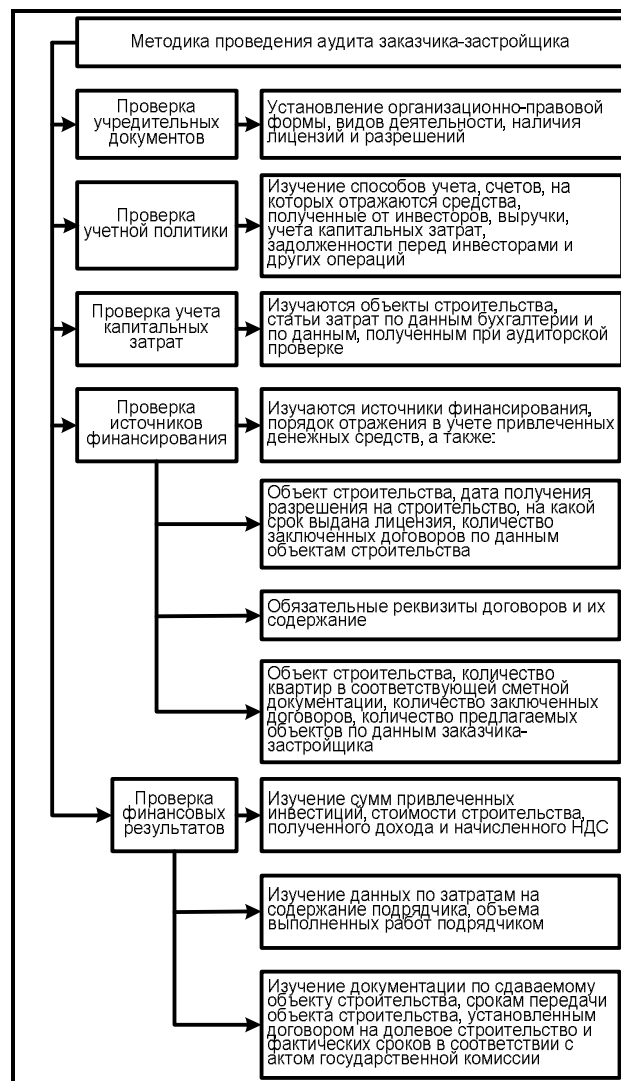 Методика проведения аудита заказчика-застройщика
Проверка
учредительных
документов
Установление организационно-правовой
формы, видов деятельности, наличия
лицензий и разрешений
Проверка
учетной политики
Изучение способов учета, счетов, на
которых отражаются средства,
полученные от инвесторов, выручки,
учета капитальных затрат,
задолженности перед инвесторами и
других операций
Проверка учета
капитальных
затрат
Изучаются объекты строительства,
статьи затрат по данным бухгалтерии и
по данным, полученным при аудиторской
проверке
Проверка
источников
финансирования
Изучаются источники финансирования,
порядок отражения в учете привлеченных
денежных средств, а также:
Объект строительства, дата получения
разрешения на строительство, на какой
срок выдана лицензия, количество
заключенных договоров по данным
объектам строительства
Обязательные реквизиты договоров и их
содержание
Объект строительства, количество
квартир в соответствующей сметной
документации, количество заключенных
договоров, количество предлагаемых
объектов по данным заказчика-
застройщика
Проверка
финансовых
результатов
Изучение сумм привлеченных
инвестиций, стоимости строительства,
полученного дохода и начисленного НДС
Изучение данных по затратам на
содержание подрядчика, объема
выполненных работ подрядчиком
Изучение документации по сдаваемому
объекту строительства, срокам передачи
объекта строительства, установленным
договором на долевое строительство и
фактических сроков в соответствии с
актом государственной комиссии